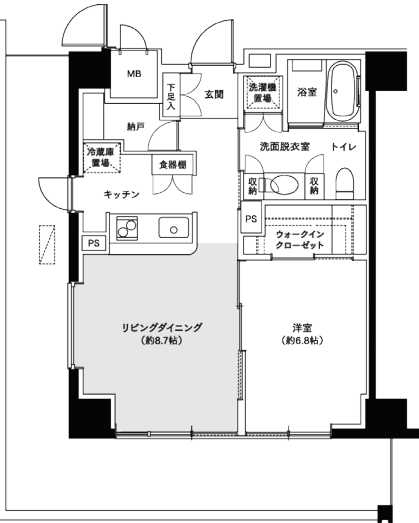 MB
下足入
玄関
洗濯機
置場
浴室
納戸
冷蔵庫
置場
食器棚
洗面脱衣室
トイレ
キッチン
収納
収納
PS
PS
ウォークイン
クローゼット
リビングダイニング
(約8.7帖)
洋室
(約6.8帖)